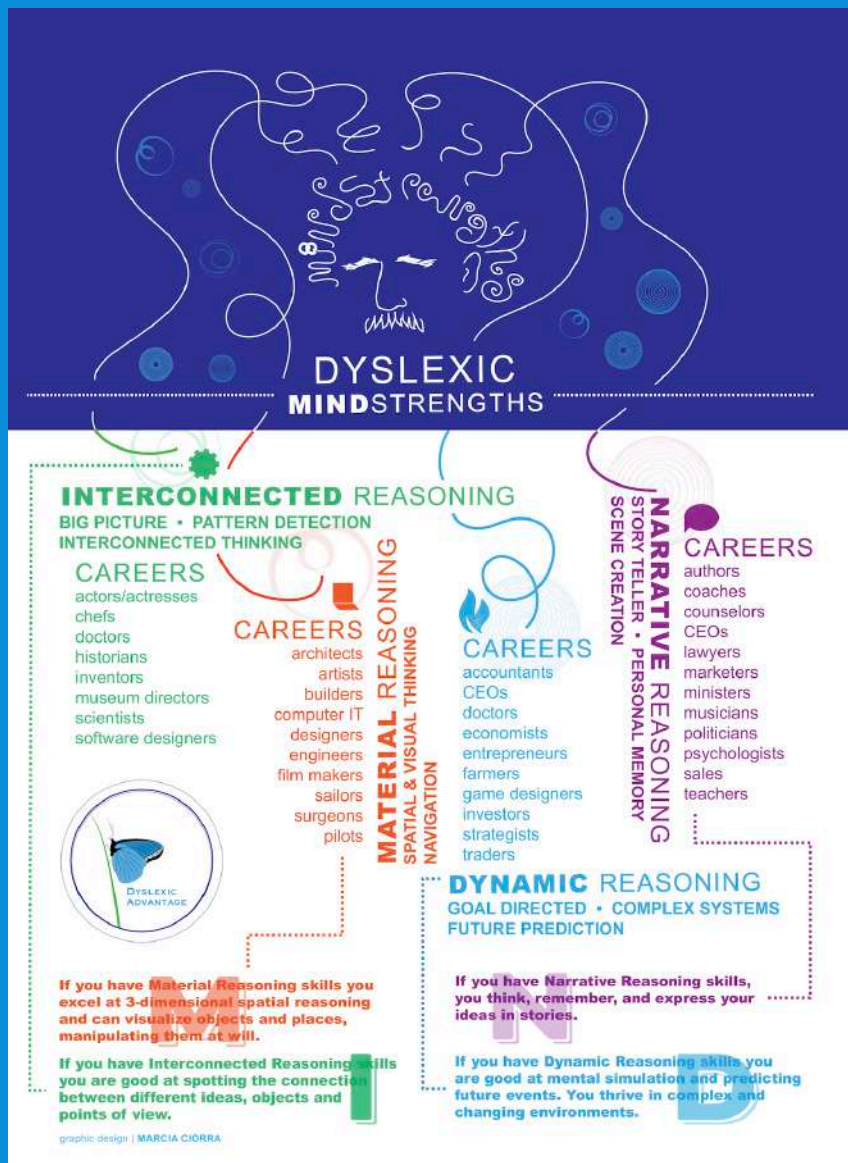 mindstrengths
DYSLEXIC
MINDSTRENGTHS
INTERCONNECTED REASONING
BIG PICTURE • PATTERN DETECTION
INTERCONNECTED THINKING
CAREERS
actors/actresses
chefs
doctors
historians
inventors
museum directors
scientists
software designers
CAREERS
architects
artists
builders
computer IT
designers
engineers
film makers
sailors
surgeons
pilots
MATERIAL REASONING
SPATIAL & VISUAL THINKING
NAVIGATION
CAREERS
accountants
CEOs
doctors
economists
entrepreneurs
farmers
game designers
investors
strategists
traders
DYNAMIC REASONING
GOAL DIRECTED • COMPLEX SYSTEMS
FUTURE PREDICTION
NARRATIVE REASONING
STORY TELLER • PERSONAL MEMORY
SCENE CREATION
CAREERS
authors
coaches
counselors
CEOs
lawyers
marketers
ministers
musicians
politicians
psychologists
sales
teachers
DYSLEXIC
ADVANTAGE
M
If you have Material Reasoning skills you
excel at 3-dimensional spatial reasoning
and can visualize objects and places,
manipulating them at will.
I
If you have Interconnected Reasoning skills
you are good at spotting the connection
between different ideas, objects and
points of view.
N
If you have Narrative Reasoning skills,
you think, remember, and express your
ideas in stories.
D
If you have Dynamic Reasoning skills you
are good at mental simulation and predicting
future events. You thrive in complex and
changing environments.
graphic design | MARCIA CIORRA